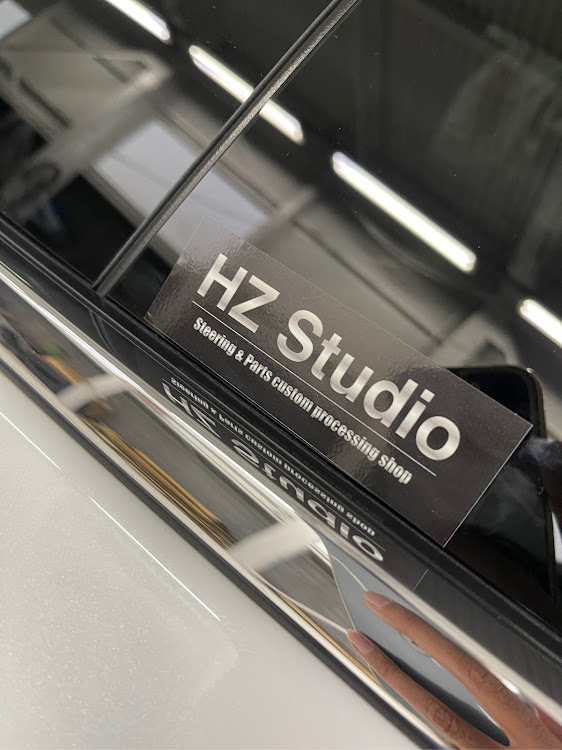 HZ Studio
Steering & Parts custom processing shop